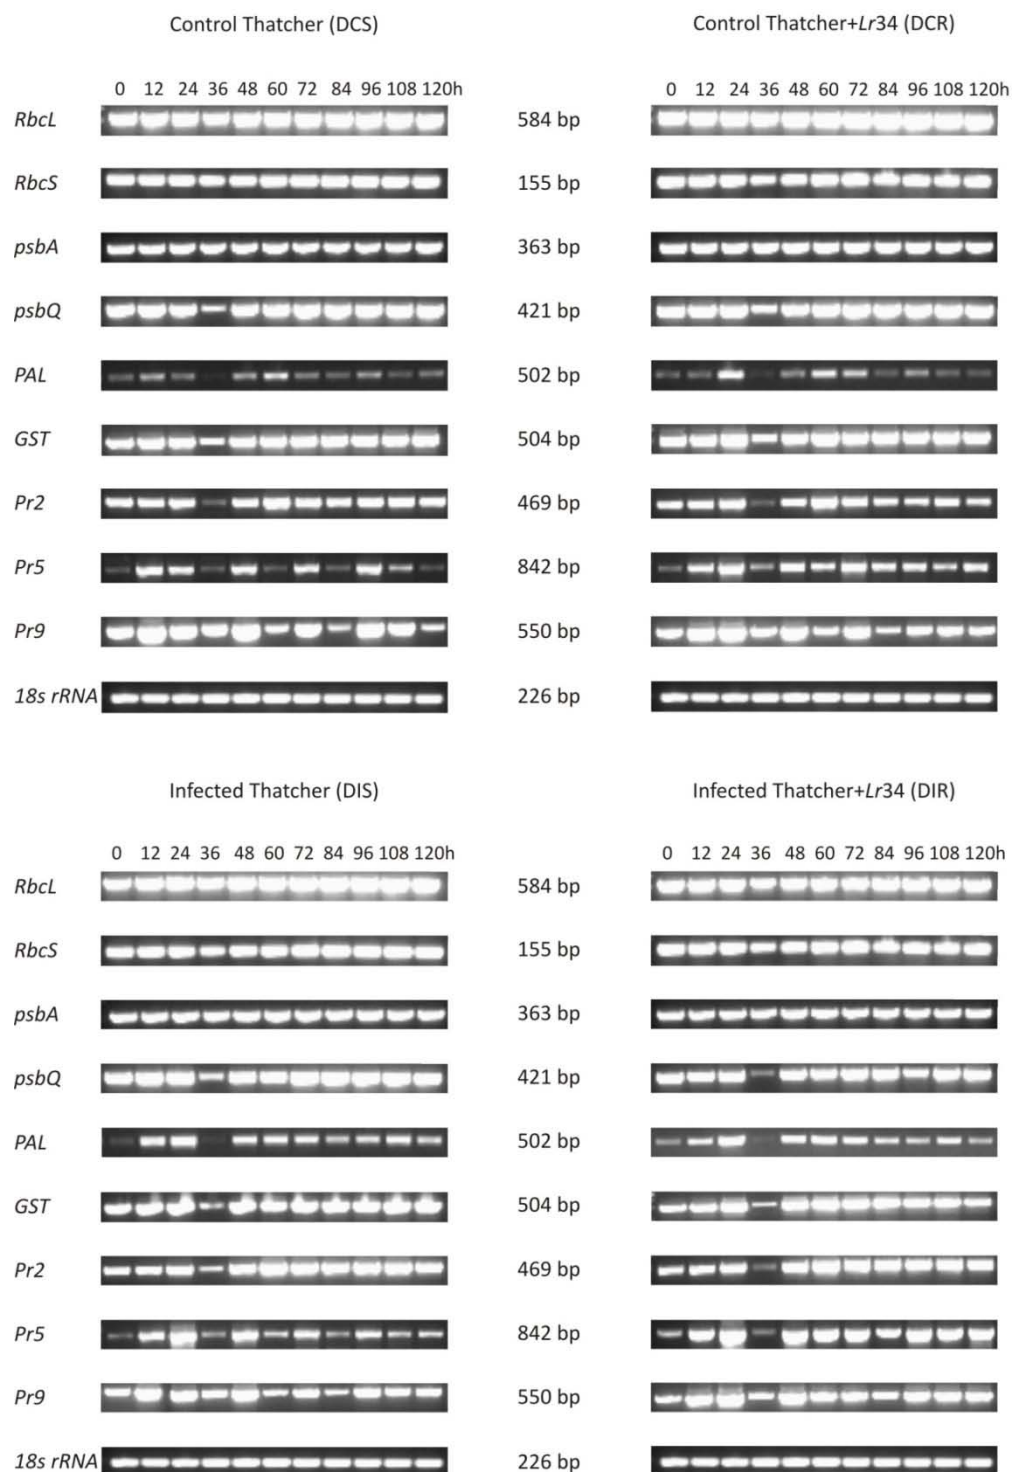 Control Thatcher (DCS) Control Thatcher+Lr34 (DCR)
0 12 24 36 48 60 72 84 96 108 120h 0 12 24 36 48 60 72 84 96 108 120h
RbcL 584 bp
RbcS 155 bp
psbA 363 bp
psbQ 421 bp
PAL 502 bp
GST 504 bp
Pr2 469 bp
Pr5 842 bp
Pr9 550 bp
18s rRNA 226 bp
Infected Thatcher (DIS) Infected Thatcher+Lr34 (DIR)
0 12 24 36 48 60 72 84 96 108 120h 0 12 24 36 48 60 72 84 96 108 120h
RbcL 584 bp
RbcS 155 bp
psbA 363 bp
psbQ 421 bp
PAL 502 bp
GST 504 bp
Pr2 469 bp
Pr5 842 bp
Pr9 550 bp
18s rRNA 226 bp